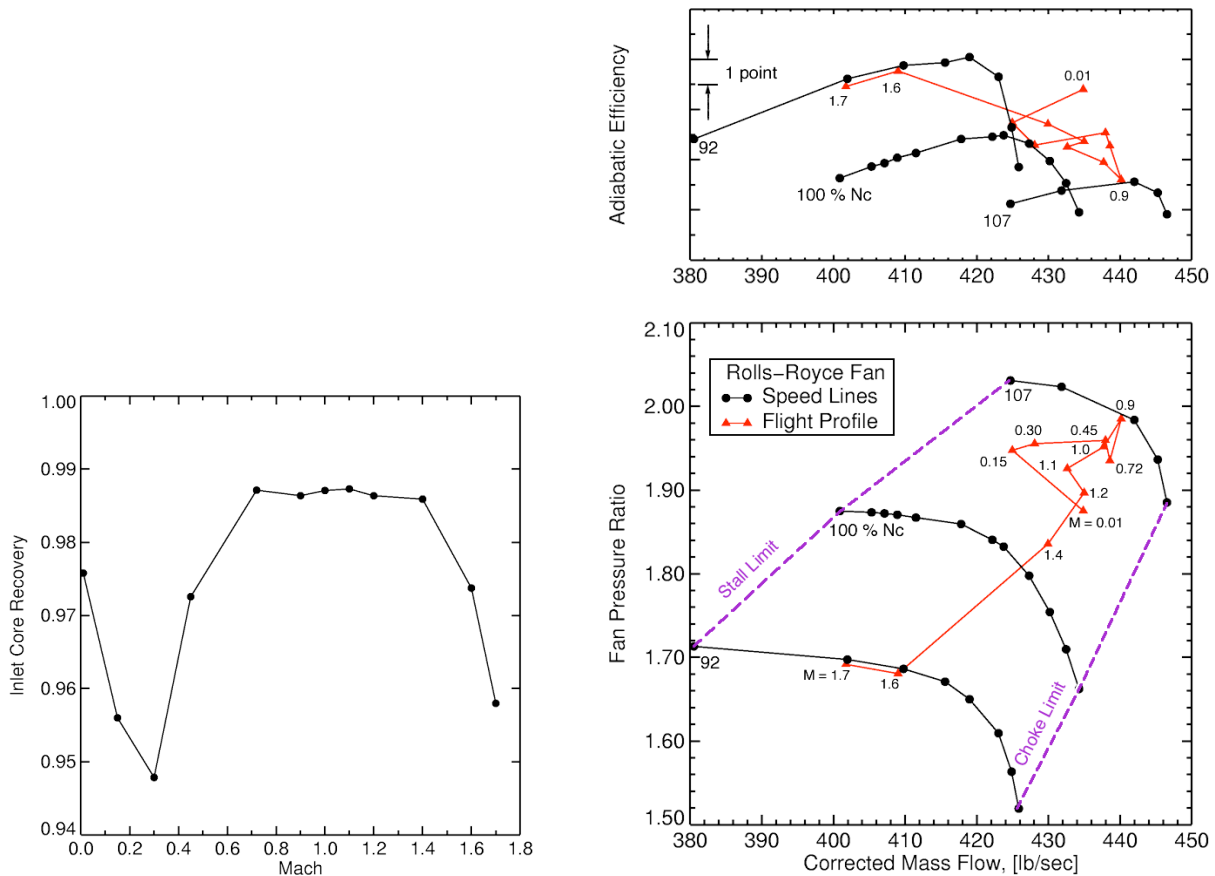 Adiabatic Efficiency
1 point
0.01
1.7
1.6
92
100 % Nc
107
0.9
380 390 400 410 420 430 440 450
2.10
2.00
1.90
1.80
1.70
1.60
1.50
Fan Pressure Ratio
Rolls-Royce Fan
Speed Lines
Flight Profile
107
0.9
0.30
0.45
0.15
1.0
1.1
0.72
1.2
M = 0.01
1.4
100 % Nc
Stall Limit
92
M = 1.7
1.6
Choke Limit
380 390 400 410 420 430 440 450
Corrected Mass Flow, [lb/sec]
1.00
0.99
0.98
0.97
0.96
0.95
0.94
Inlet Core Recovery
0.0 0.2 0.4 0.6 0.8 1.0 1.2 1.4 1.6 1.8
Mach